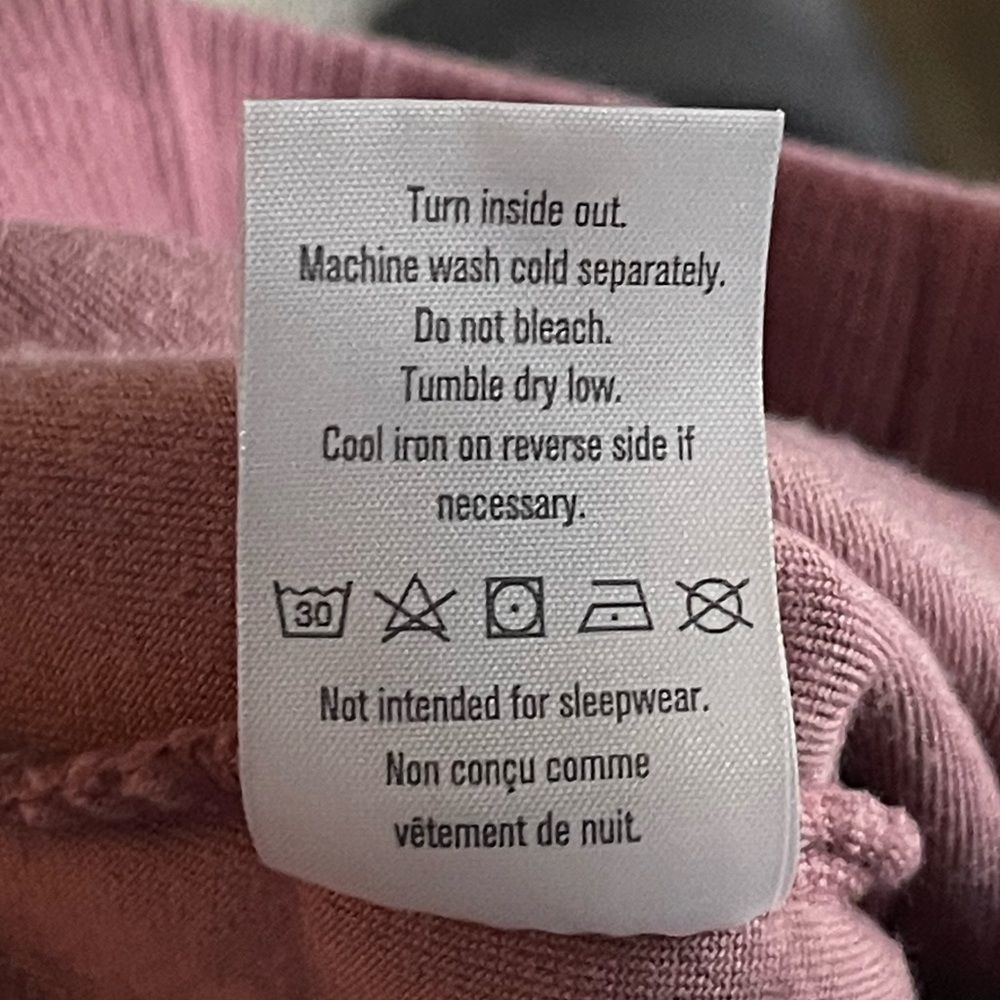 Turn inside out.
Machine wash cold separately.
Do not bleach.
Tumble dry low.
Cool iron on reverse side if
necessary.
30
Not intended for sleepwear.
Non conçu comme
vêtement de nuit.